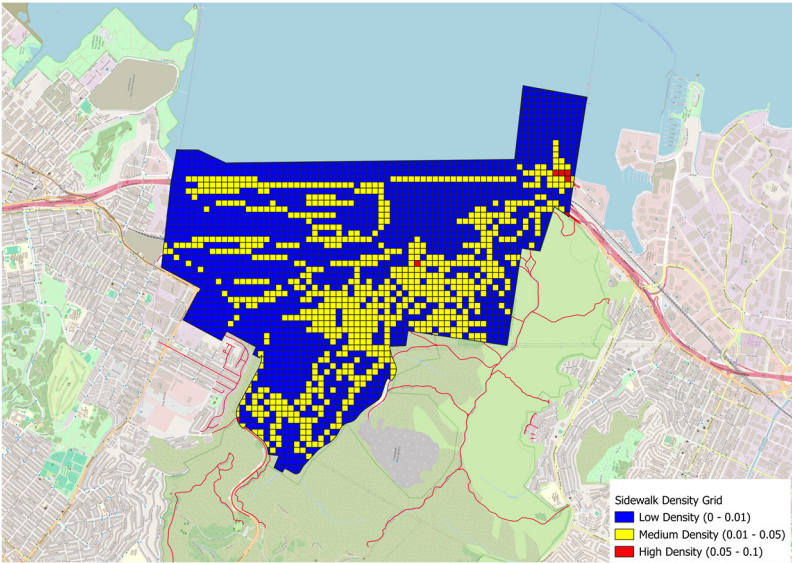 Sidewalk Density Grid
Low Density (0 - 0.01)
Medium Density (0.01 - 0.05)
High Density (0.05 - 0.1)